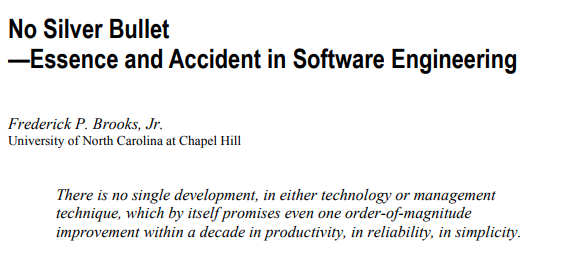 No Silver Bullet
—Essence and Accident in Software Engineering
Frederick P. Brooks, Jr.
University of North Carolina at Chapel Hill
There is no single development, in either technology or management
technique, which by itself promises even one order-of-magnitude
improvement within a decade in productivity, in reliability, in simplicity.